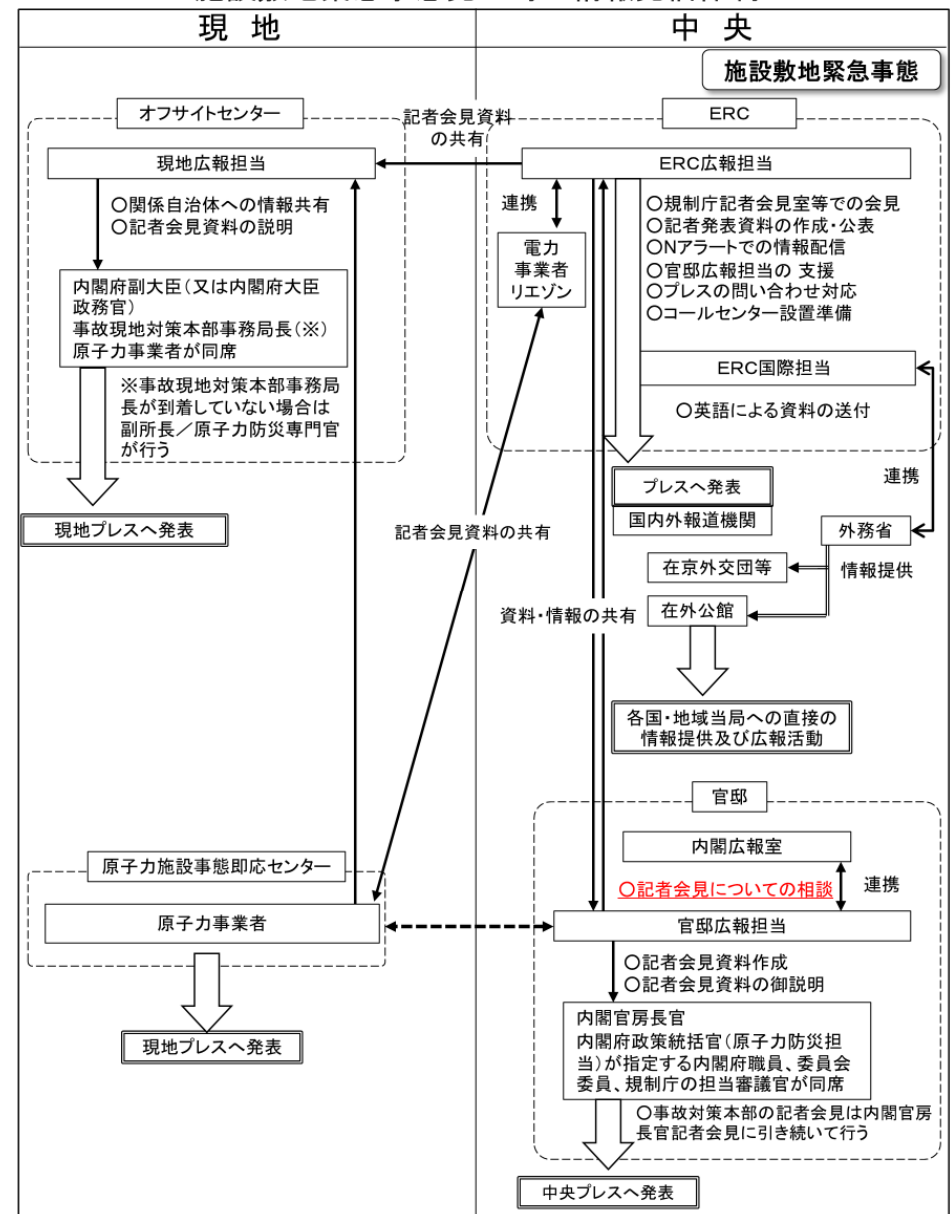 現 地
中 央
施設敷地緊急事態
オフサイトセンター
現地広報担当
○関係自治体への情報共有
○記者会見資料の説明
内閣府副大臣(又は内閣府大臣
政務官)
事故現地対策本部事務局長(※)
原子力事業者が同席
※事故現地対策本部事務局
長が到着していない場合は
副所長/原子力防災専門官
が行う
現地プレスへ発表
記者会見資料
の共有
ERC
ERC広報担当
連携
電力
事業者
リエゾン
○規制庁記者会見室等での会見
○記者発表資料の作成・公表
○Nアラートでの情報配信
○官邸広報担当の 支援
○プレスの問い合わせ対応
○コールセンター設置準備
ERC国際担当
○英語による資料の送付
連携
プレスへ発表
国内外報道機関
外務省
記者会見資料の共有
在京外交団等
情報提供
資料・情報の共有
在外公館
各国・地域当局への直接の
情報提供及び広報活動
官邸
内閣広報室
○記者会見についての相談
連携
原子力施設事態即応センター
原子力事業者
現地プレスへ発表
官邸広報担当
○記者会見資料作成
○記者会見資料の御説明
内閣官房長官
内閣府政策統括官(原子力防災担
当)が指定する内閣府職員、委員会
委員、規制庁の担当審議官が同席
○事故対策本部の記者会見は内閣官房
長官記者会見に引き続いて行う
中央プレスへ発表